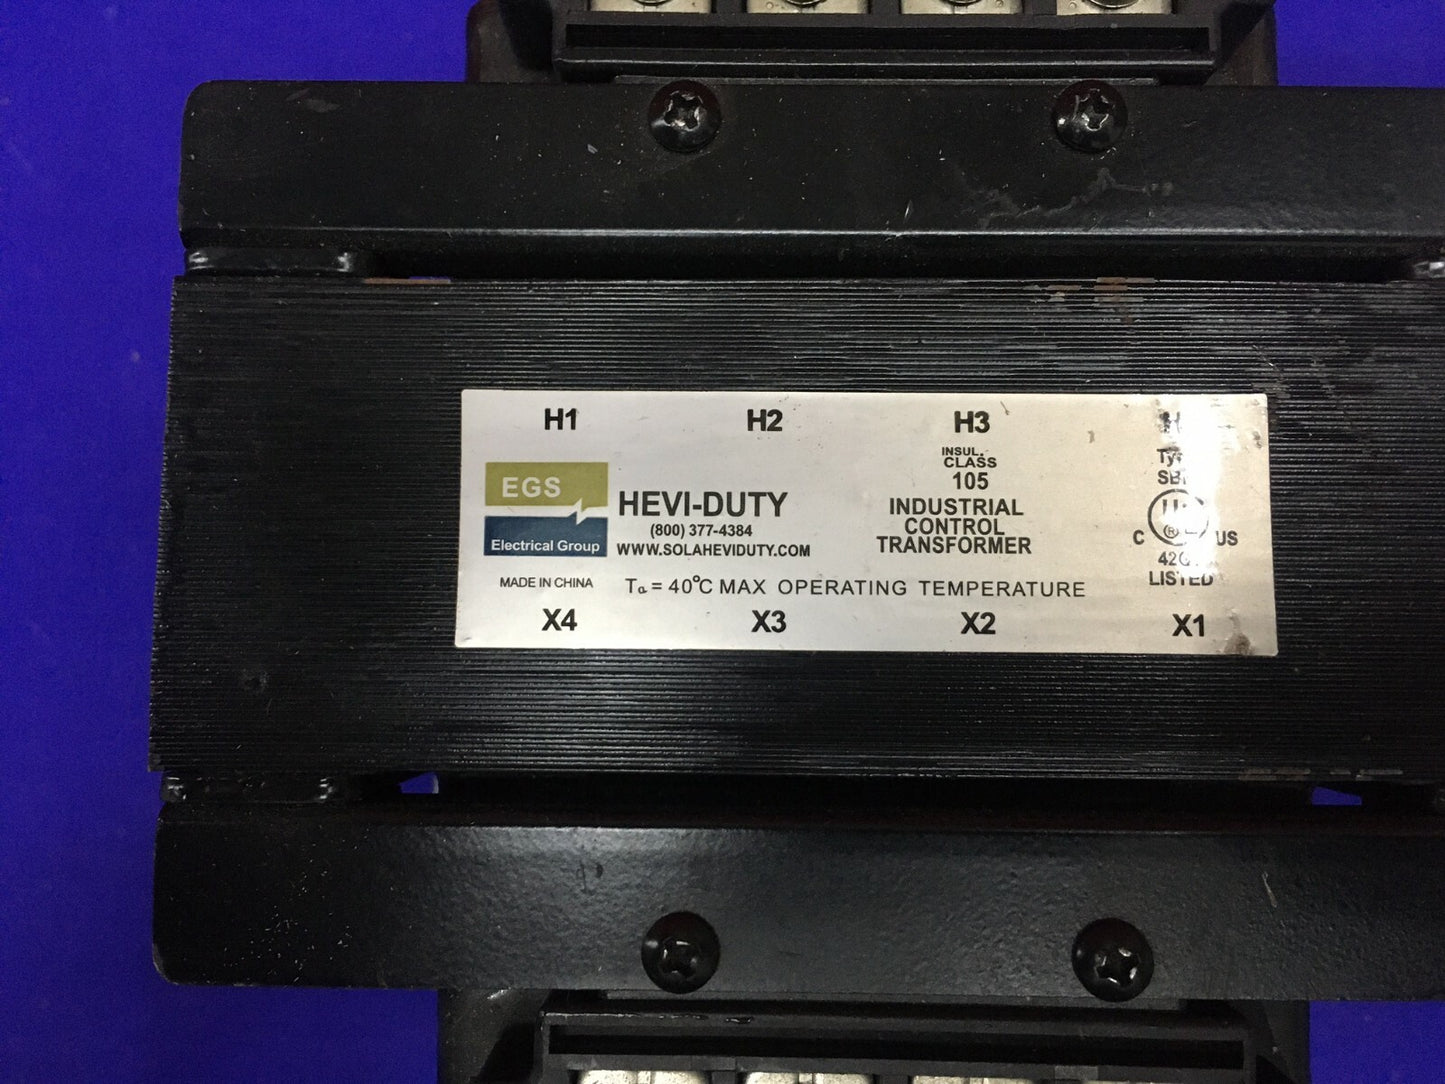 H1 H2 H3 H
INSUL.
CLASS
105
EGS
Electrical Group
HEVI-DUTY
(800) 377-4384
WWW.SOLAHEVIDUTY.COM
INDUSTRIAL
CONTROL
TRANSFORMER
C US
LISTED
MADE IN CHINA
Ta = 40°C MAX OPERATING TEMPERATURE
X4 X3 X2 X1